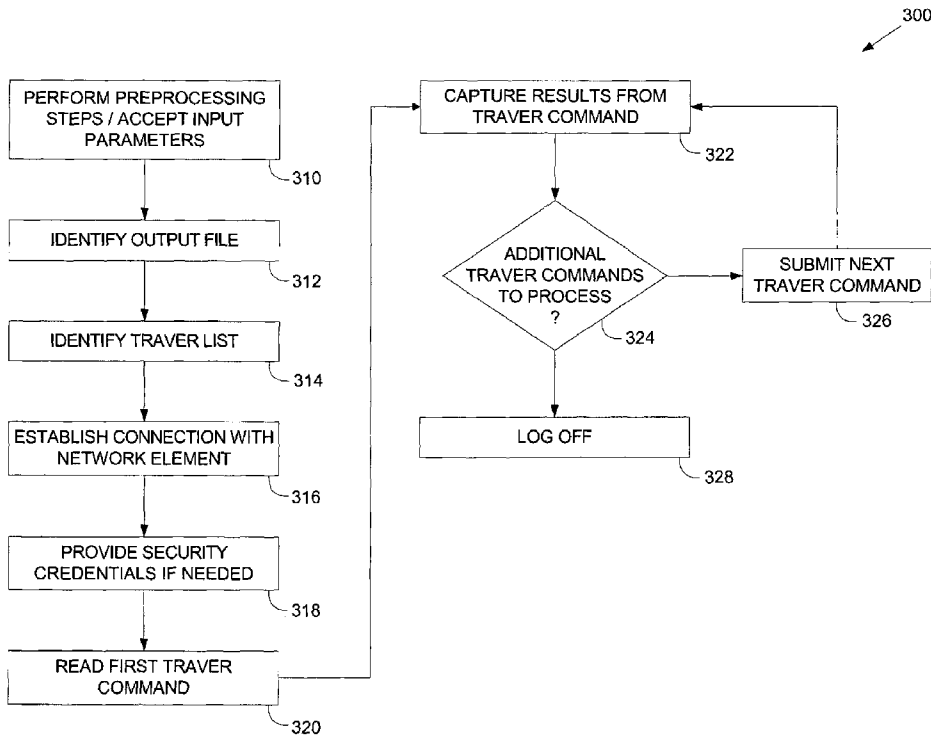 300
PERFORM PREPROCESSING
STEPS / ACCEPT INPUT
PARAMETERS
310
IDENTIFY OUTPUT FILE
312
IDENTIFY TRAVER LIST
314
ESTABLISH CONNECTION WITH
NETWORK ELEMENT
316
PROVIDE SECURITY
CREDENTIALS IF NEEDED
318
READ FIRST TRAVER
COMMAND
320
CAPTURE RESULTS FROM
TRAVER COMMAND
322
ADDITIONAL
TRAVER COMMANDS
TO PROCESS
?
324
SUBMIT NEXT
TRAVER COMMAND
326
LOG OFF
328